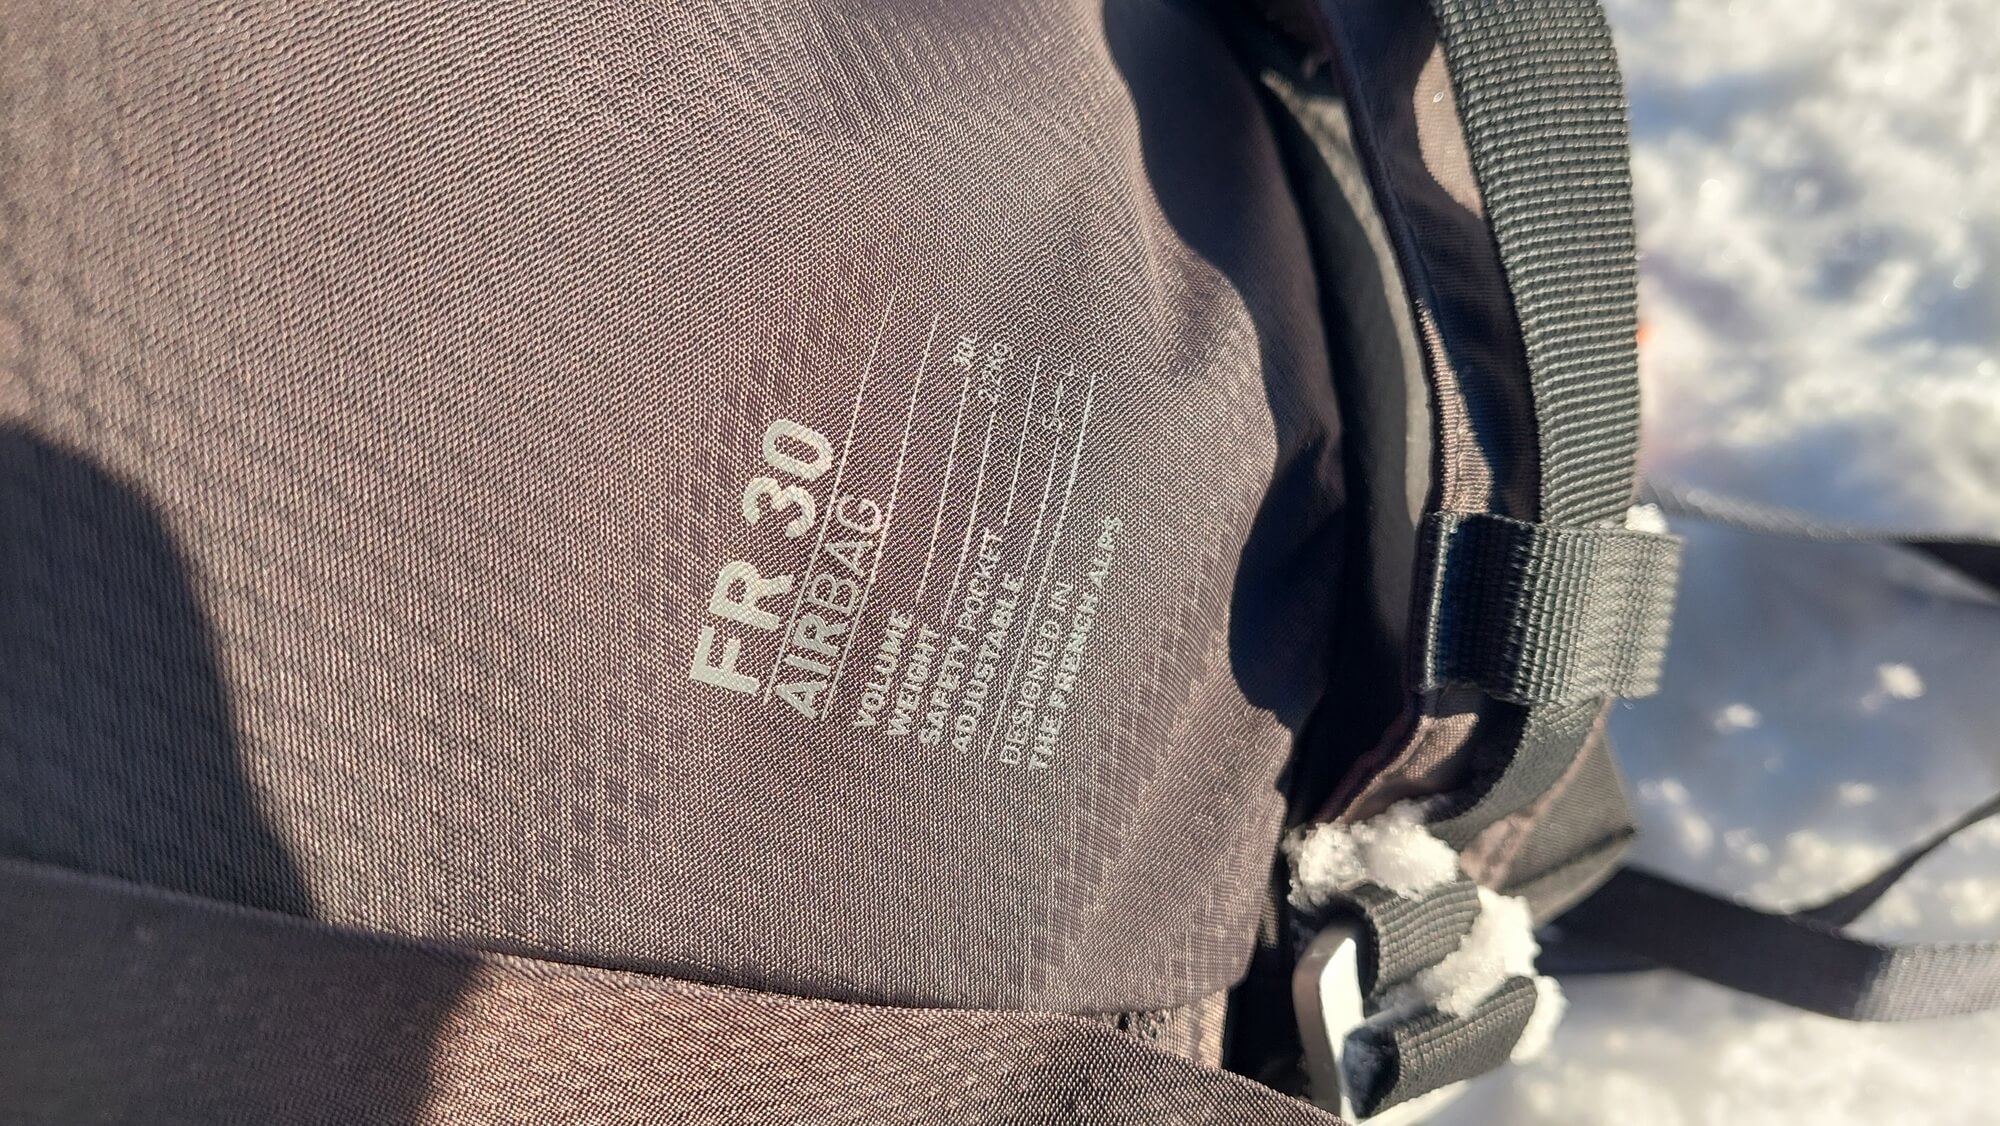 FR 30
AIRBAG
VOLUME
WEIGHT
SAFETY POCKET
ADJUSTABLE S–L
DESIGNED IN
THE FRENCH ALPS